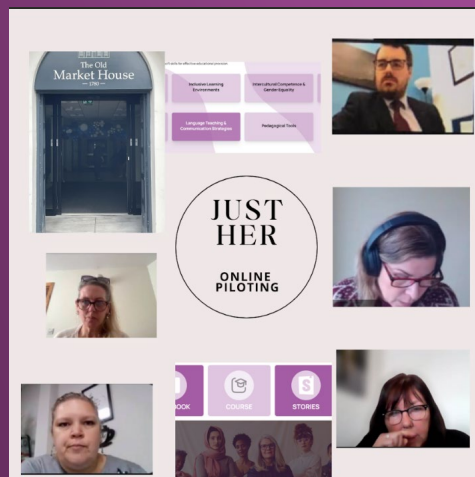 The Old
Market House
1780
Inclusive Learning
Environments
Intercultural Competence &
Gender Equality
Language Teaching &
Communication Strategies
Pedagogical Tools
JUST
HER
ONLINE
PILOTING
COURSE
STORIES